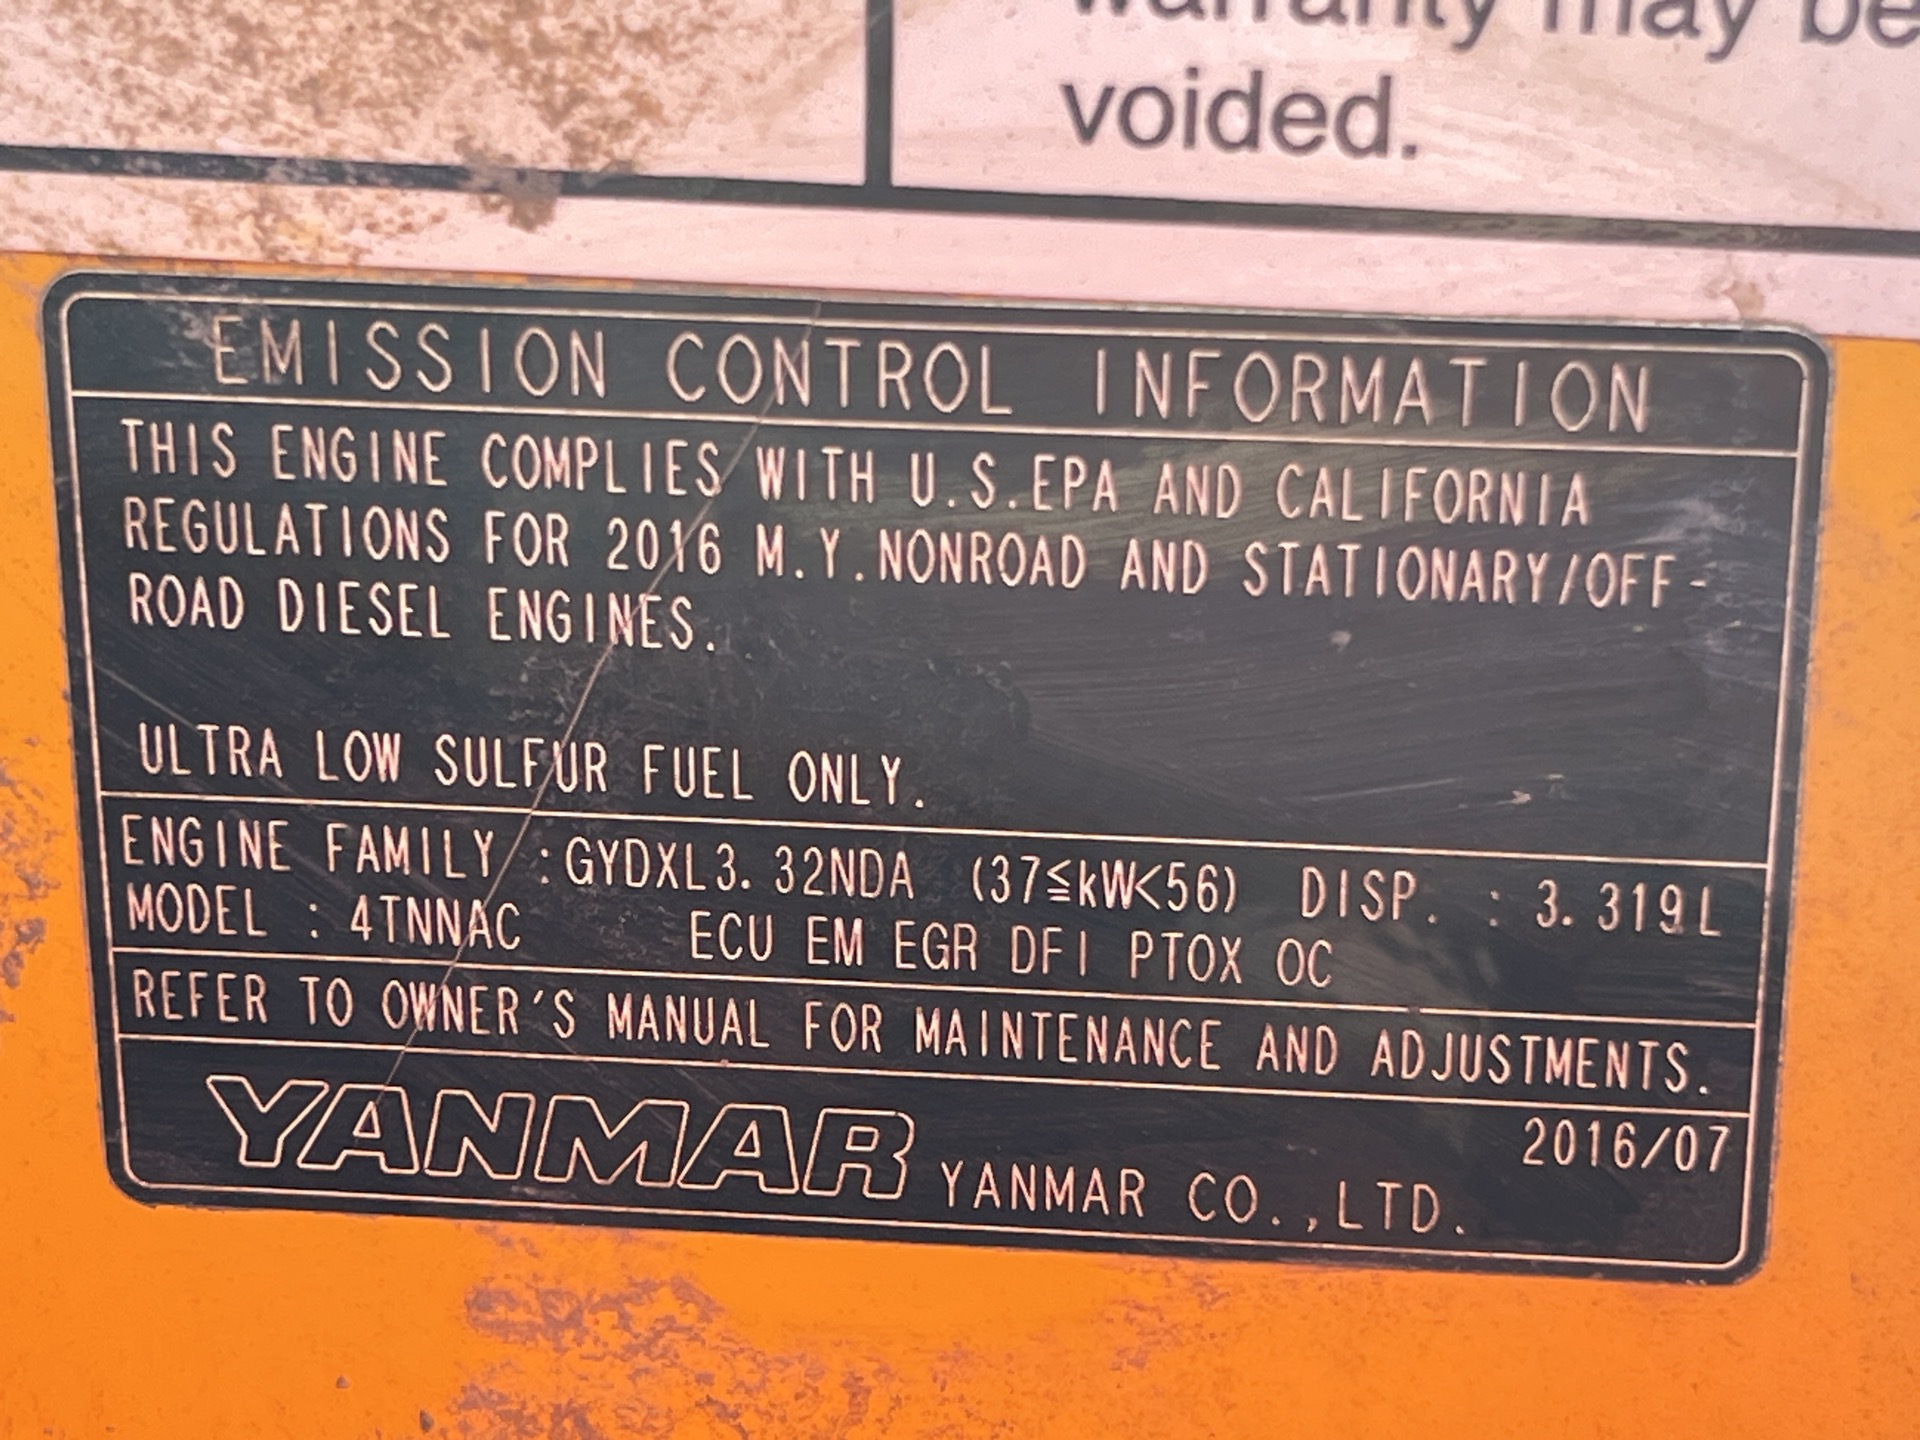 warranty may be
voided.
EMISSION CONTROL INFORMATION
THIS ENGINE COMPLIES WITH U.S.EPA AND CALIFORNIA
REGULATIONS FOR 2016 M.Y.NONROAD AND STATIONARY/OFF-
ROAD DIESEL ENGINES.
ULTRA LOW SULFUR FUEL ONLY.
ENGINE FAMILY :GYDXL3.32NDA (37≦kW<56) DISP. : 3.319L
MODEL : 4TNNAC ECU EM EGR DFI PTOX OC
REFER TO OWNER'S MANUAL FOR MAINTENANCE AND ADJUSTMENTS.
2016/07
YANMAR YANMAR CO.,LTD.